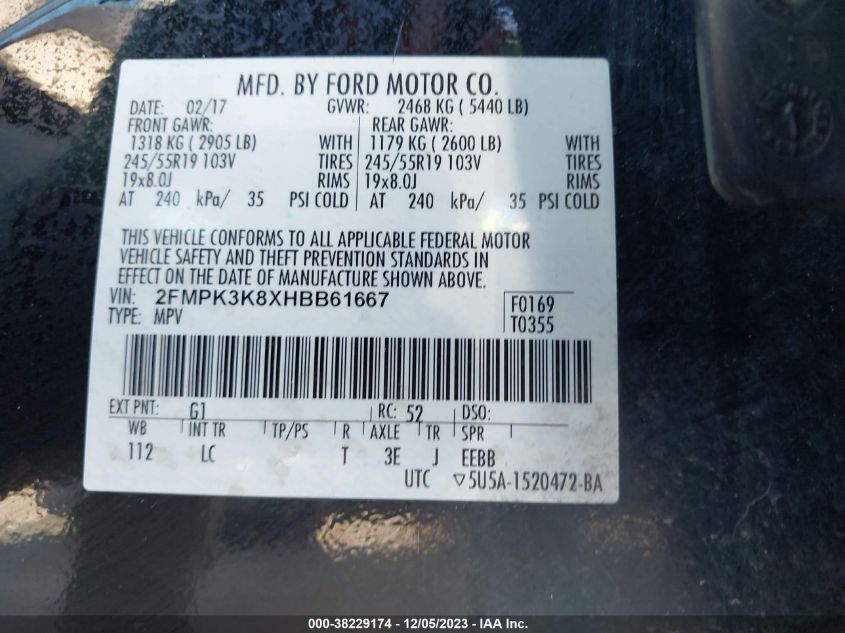 MFD. BY FORD MOTOR CO.
DATE: 02/17 GVWR: 2468 KG ( 5440 LB)
FRONT GAWR: REAR GAWR:
1318 KG ( 2905 LB) WITH 1179 KG ( 2600 LB) WITH
245/55R19 103V TIRES 245/55R19 103V TIRES
19x8.0J RIMS 19x8.0J RIMS
AT 240 kPa/ 35 PSI COLD AT 240 kPa/ 35 PSI COLD
THIS VEHICLE CONFORMS TO ALL APPLICABLE FEDERAL MOTOR
VEHICLE SAFETY AND THEFT PREVENTION STANDARDS IN
EFFECT ON THE DATE OF MANUFACTURE SHOWN ABOVE.
VIN: 2FMPK3K8XHBB61667 F0169
TYPE: MPV T0355
EXT PNT: G1 RC: 52 DSO:
WB INT TR TP/PS R AXLE TR SPR
112 LC T 3E J EEBB
UTC ▽5U5A-1520472-BA
000-38229174 - 12/05/2023 - IAA Inc.